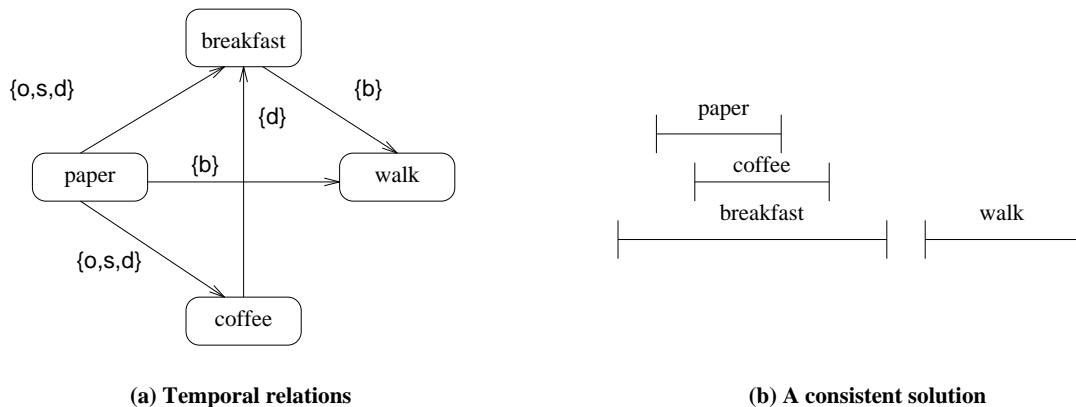 breakfast
{o,s,d}
{b}
{d}
paper
{b}
walk
{o,s,d}
coffee
(a) Temporal relations
paper
coffee
breakfast
walk
(b) A consistent solution